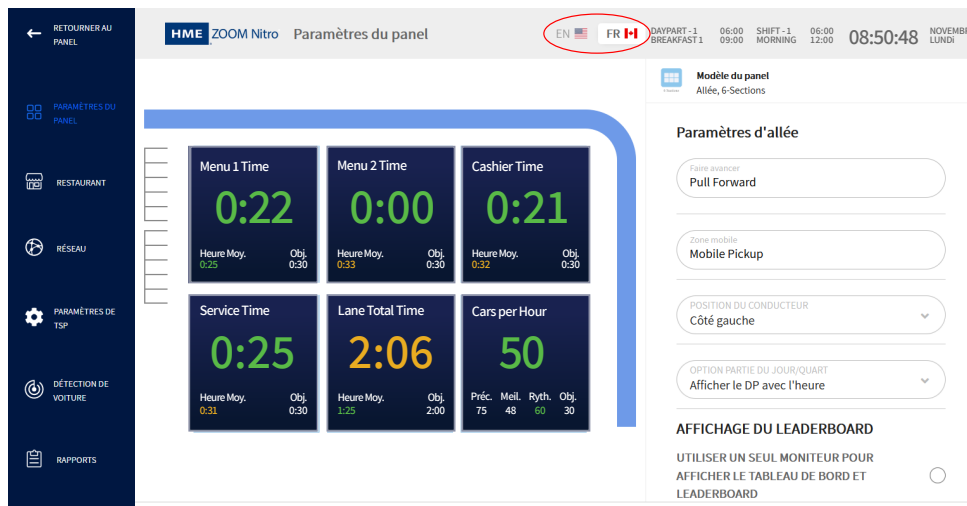 RETOURNER AU
PANEL
HME ZOOM Nitro Paramètres du panel
EN FR
DAYPART - 1 06:00 SHIFT - 1 06:00
BREAKFAST 1 09:00 MORNING 12:00
08:50:48
NOVEMBE
LUNDi
PARAMÈTRES DU
PANEL
RESTAURANT
RÉSEAU
PARAMÈTRES DE
TSP
DÉTECTION DE
VOITURE
RAPPORTS
Menu 1 Time
0:22
Heure Moy. Obj.
0:25 0:30
Menu 2 Time
0:00
Heure Moy. Obj.
0:33 0:30
Cashier Time
0:21
Heure Moy. Obj.
0:32 0:30
Service Time
0:25
Heure Moy. Obj.
0:31 0:30
Lane Total Time
2:06
Heure Moy. Obj.
1:25 2:00
Cars per Hour
50
Préc. Meil. Ryth. Obj.
75 48 60 30
Modèle du panel
Allée, 6-Sections
Paramètres d'allée
Faire avancer
Pull Forward
Zone mobile
Mobile Pickup
POSITION DU CONDUCTEUR
Côté gauche
OPTION PARTIE DU JOUR/QUART
Afficher le DP avec l'heure
AFFICHAGE DU LEADERBOARD
UTILISER UN SEUL MONITEUR POUR
AFFICHER LE TABLEAU DE BORD ET
LEADERBOARD